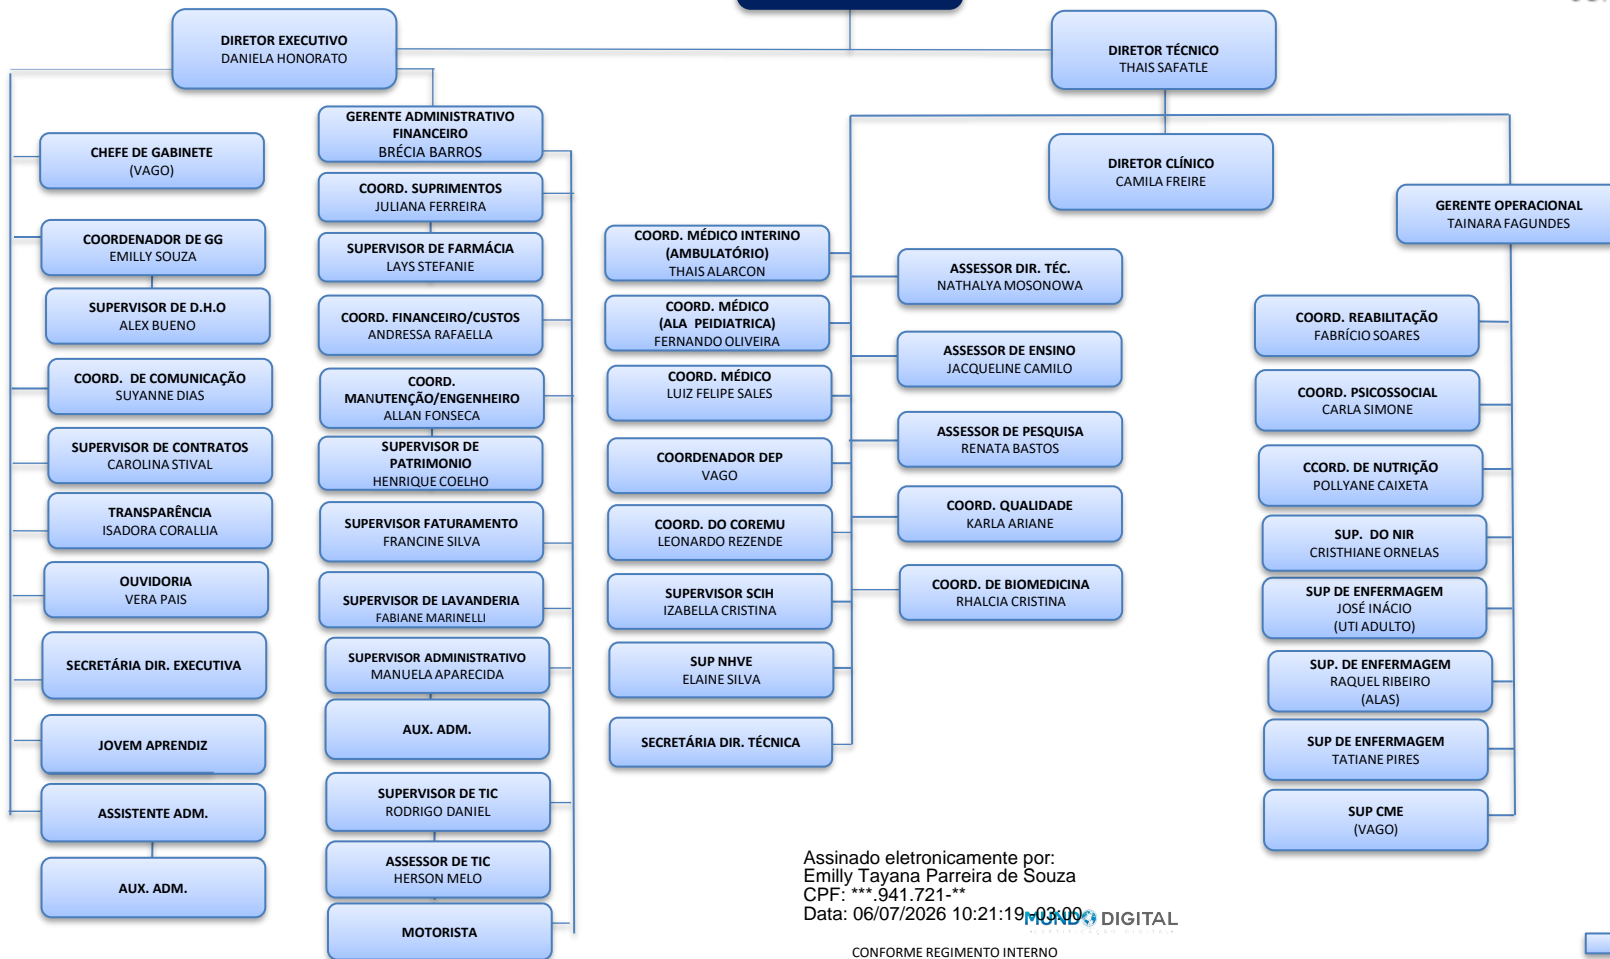 DIRETOR EXECUTIVO
DANIELA HONORATO
DIRETOR TÉCNICO
THAIS SAFATLE
CHEFE DE GABINETE
(VAGO)
COORDENADOR DE GG
EMILLY SOUZA
SUPERVISOR DE D.H.O
ALEX BUENO
COORD. DE COMUNICAÇÃO
SUYANNE DIAS
SUPERVISOR DE CONTRATOS
CAROLINA STIVAL
TRANSPARÊNCIA
ISADORA CORALLIA
OUVIDORIA
VERA PAIS
SECRETÁRIA DIR. EXECUTIVA
JOVEM APRENDIZ
ASSISTENTE ADM.
AUX. ADM.
GERENTE ADMINISTRATIVO
FINANCEIRO
BRÉCIA BARROS
COORD. SUPRIMENTOS
JULIANA FERREIRA
SUPERVISOR DE FARMÁCIA
LAYS STEFANIE
COORD. FINANCEIRO/CUSTOS
ANDRESSA RAFAELLA
COORD.
MANUTENÇÃO/ENGENHEIRO
ALLAN FONSECA
SUPERVISOR DE
PATRIMONIO
HENRIQUE COELHO
SUPERVISOR FATURAMENTO
FRANCINE SILVA
SUPERVISOR DE LAVANDERIA
FABIANE MARINELLI
SUPERVISOR ADMINISTRATIVO
MANUELA APARECIDA
AUX. ADM.
SUPERVISOR DE TIC
RODRIGO DANIEL
ASSESSOR DE TIC
HERSON MELO
MOTORISTA
DIRETOR CLÍNICO
CAMILA FREIRE
COORD. MÉDICO INTERINO
(AMBULATÓRIO)
THAIS ALARCON
COORD. MÉDICO
(ALA PEIDIATRICA)
FERNANDO OLIVEIRA
COORD. MÉDICO
LUIZ FELIPE SALES
COORDENADOR DEP
VAGO
COORD. DO COREMU
LEONARDO REZENDE
SUPERVISOR SCIH
IZABELLA CRISTINA
SUP NHVE
ELAINE SILVA
SECRETÁRIA DIR. TÉCNICA
ASSESSOR DIR. TÉC.
NATHALYA MOSONOWA
ASSESSOR DE ENSINO
JACQUELINE CAMILO
ASSESSOR DE PESQUISA
RENATA BASTOS
COORD. QUALIDADE
KARLA ARIANE
COORD. DE BIOMEDICINA
RHALCIA CRISTINA
GERENTE OPERACIONAL
TAINARA FAGUNDES
COORD. REABILITAÇÃO
FABRÍCIO SOARES
COORD. PSICOSSOCIAL
CARLA SIMONE
CCORD. DE NUTRIÇÃO
POLLYANE CAIXETA
SUP. DO NIR
CRISTHIANE ORNELAS
SUP DE ENFERMAGEM
JOSÉ INÁCIO
(UTI ADULTO)
SUP. DE ENFERMAGEM
RAQUEL RIBEIRO
(ALAS)
SUP DE ENFERMAGEM
TATIANE PIRES
SUP CME
(VAGO)
Assinado eletronicamente por:
Emilly Tayana Parreira de Souza
CPF: ***.941.721-**
Data: 06/07/2026 10:21:19 -03:00
MUNDO DIGITAL
CONFORME REGIMENTO INTERNO